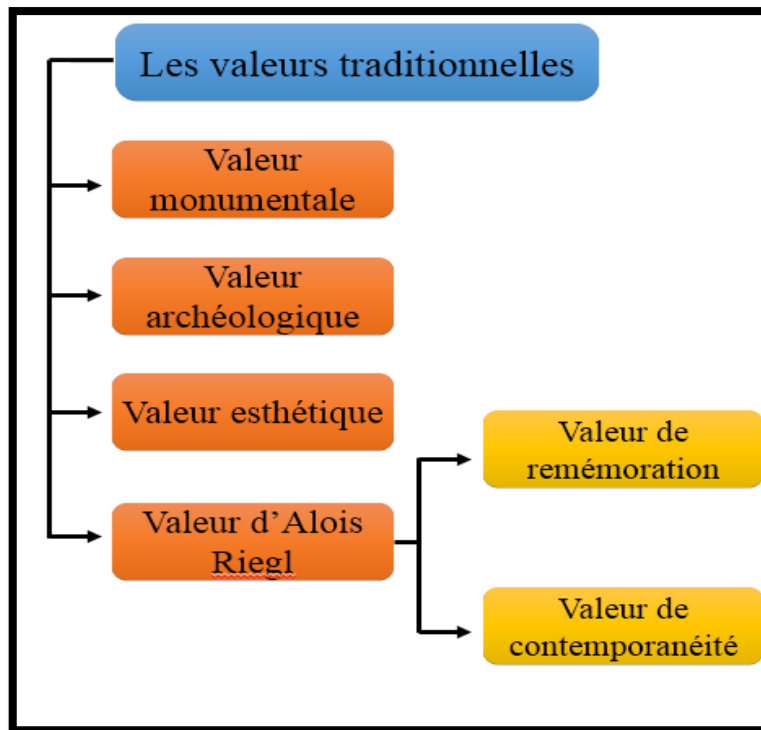 Les valeurs traditionnelles
Valeur
monumentale
Valeur
archéologique
Valeur esthétique
Valeur d’Alois
Riegl
Valeur de
remémoration
Valeur de
contemporanéité